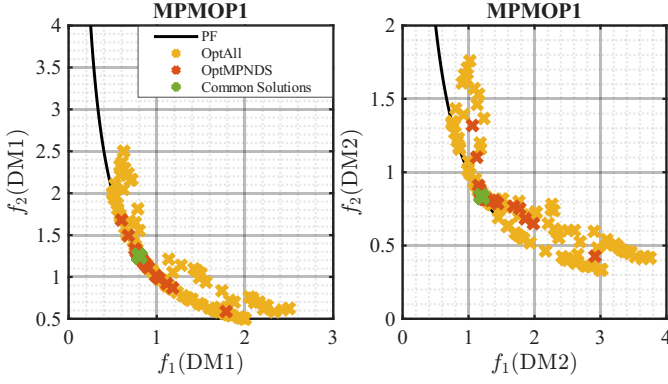 MPMOP1
4
3.5
3
2.5
2
1.5
1
0.5
0
1
2
3
f₂(DM1)
f₁(DM1)
PF
OptAll
OptMPNDS
Common Solutions
MPMOP1
2
1.5
1
0.5
0
0
1
2
3
4
f₂(DM2)
f₁(DM2)